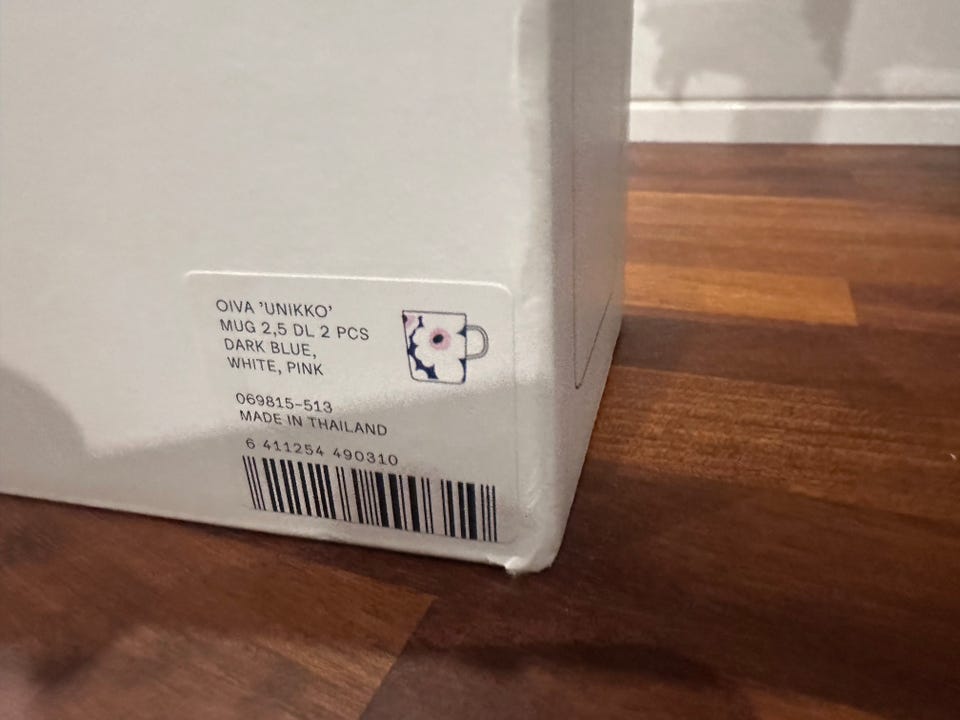 OIVA ’UNIKKO’
MUG 2,5 DL 2 PCS
DARK BLUE,
WHITE, PINK
069815-513
MADE IN THAILAND
6 411254 490310